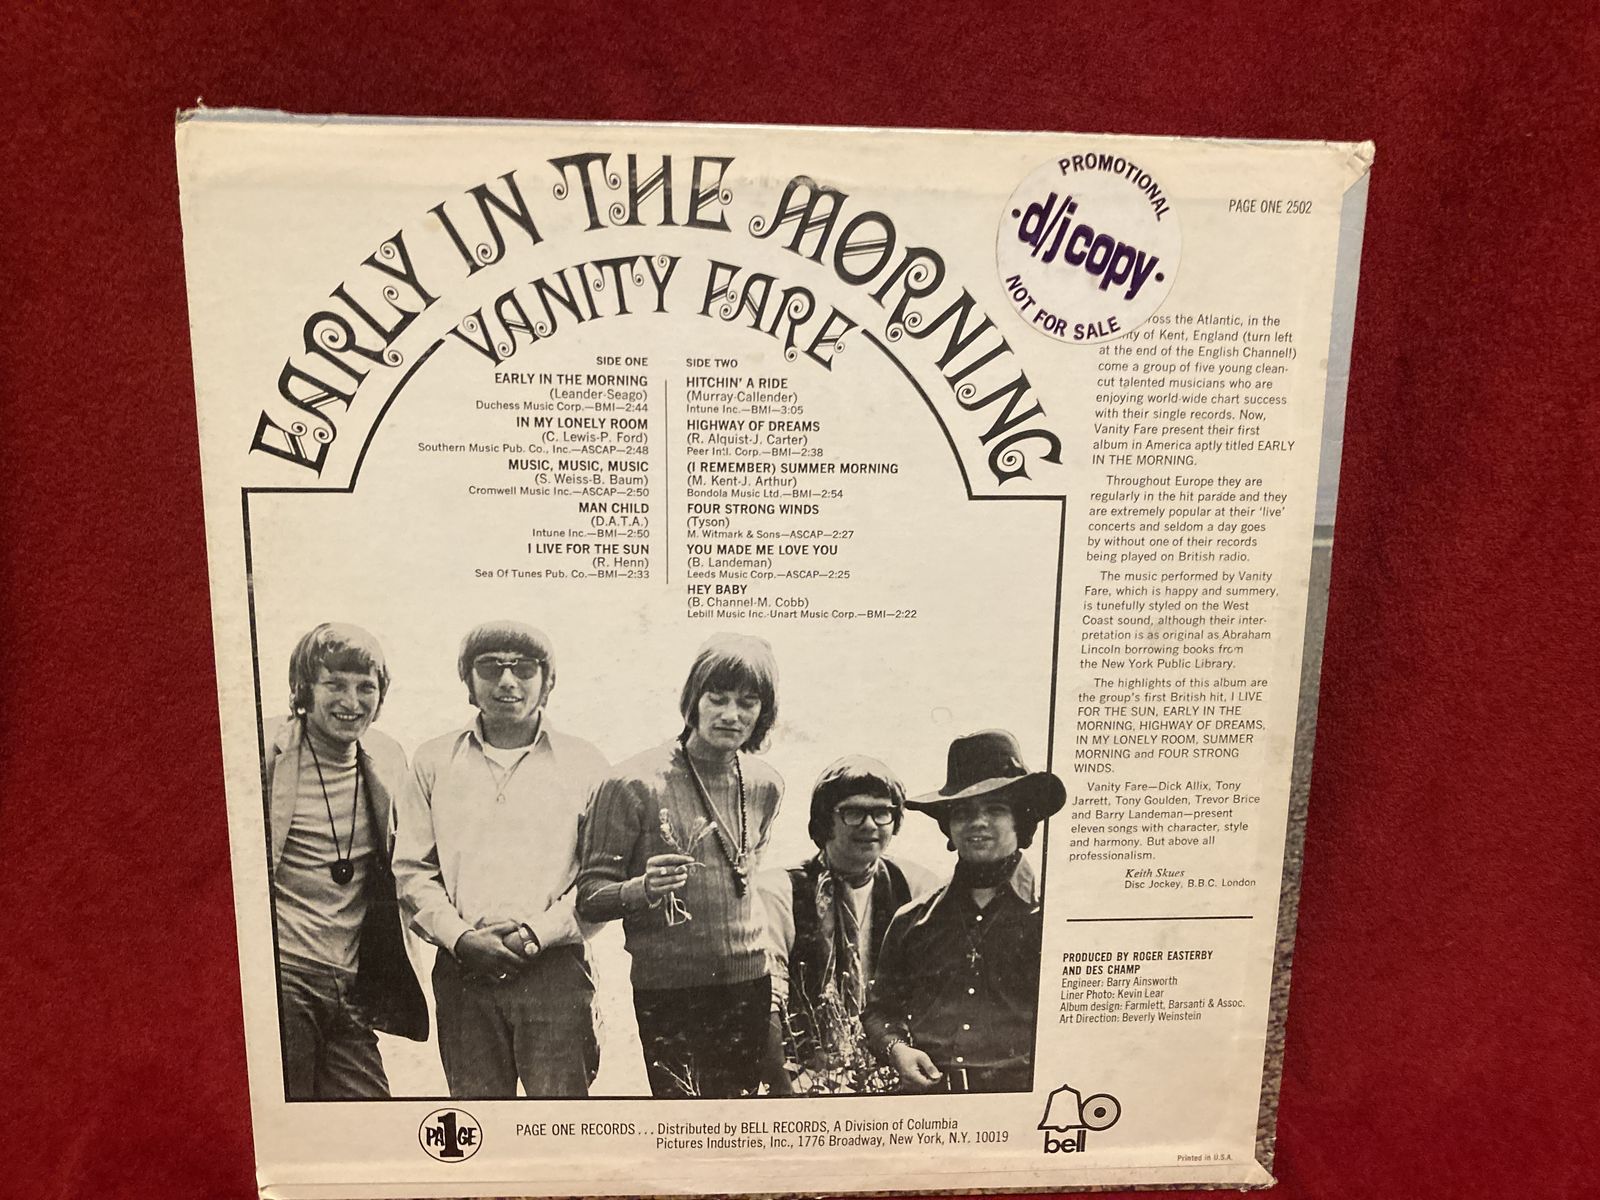 EARLY IN THE MORNING
VANITY FARE
PROMOTIONAL
·d/j copy·
NOT FOR SALE
PAGE ONE 2502
SIDE ONE
EARLY IN THE MORNING
(Leander-Seago)
Duchess Music Corp.—BMI—2:44
IN MY LONELY ROOM
(C. Lewis-P. Ford)
Southern Music Pub. Co., Inc.—ASCAP—2:48
MUSIC, MUSIC, MUSIC
(S. Weiss-B. Baum)
Cromwell Music Inc.—ASCAP—2:50
MAN CHILD
(D.A.T.A.)
Intune Inc.—BMI—2:50
I LIVE FOR THE SUN
(R. Henn)
Sea Of Tunes Pub. Co.—BMI—2:33
SIDE TWO
HITCHIN' A RIDE
(Murray-Callender)
Intune Inc.—BMI—3:05
HIGHWAY OF DREAMS
(R. Alquist-J. Carter)
Peer Int'l. Corp.—BMI—2:38
(I REMEMBER) SUMMER MORNING
(M. Kent-J. Arthur)
Bondola Music Ltd.—BMI—2:54
FOUR STRONG WINDS
(Tyson)
M. Witmark & Sons—ASCAP—2:27
YOU MADE ME LOVE YOU
(B. Landeman)
Leeds Music Corp.—ASCAP—2:25
HEY BABY
(B. Channel-M. Cobb)
Lebill Music Inc.-Unart Music Corp.—BMI—2:22
the Atlantic, in the
of Kent, England (turn left
at the end of the English Channel!)
come a group of five young clean-
cut talented musicians who are
enjoying world-wide chart success
with their single records. Now,
Vanity Fare present their first
album in America aptly titled EARLY
IN THE MORNING.
Throughout Europe they are
regularly in the hit parade and they
are extremely popular at their 'live'
concerts and seldom a day goes
by without one of their records
being played on British radio.
The music performed by Vanity
Fare, which is happy and summery,
is tunefully styled on the West
Coast sound, although their inter-
pretation is as original as Abraham
Lincoln borrowing books from
the New York Public Library.
The highlights of this album are
the group's first British hit, I LIVE
FOR THE SUN, EARLY IN THE
MORNING, HIGHWAY OF DREAMS,
IN MY LONELY ROOM, SUMMER
MORNING and FOUR STRONG
WINDS.
Vanity Fare—Dick Allix, Tony
Jarrett, Tony Goulden, Trevor Brice
and Barry Landeman—present
eleven songs with character, style
and harmony. But above all
professionalism.
Keith Skues
Disc Jockey, B.B.C. London
PRODUCED BY ROGER EASTERBY
AND DES CHAMP
Engineer: Barry Ainsworth
Liner Photo: Kevin Lear
Album design: Farmlett, Barsanti & Assoc.
Art Direction: Beverly Weinstein
PAGE 1
PAGE ONE RECORDS... Distributed by BELL RECORDS, A Division of Columbia
Pictures Industries, Inc., 1776 Broadway, New York, N.Y. 10019
bell
Printed in U.S.A.